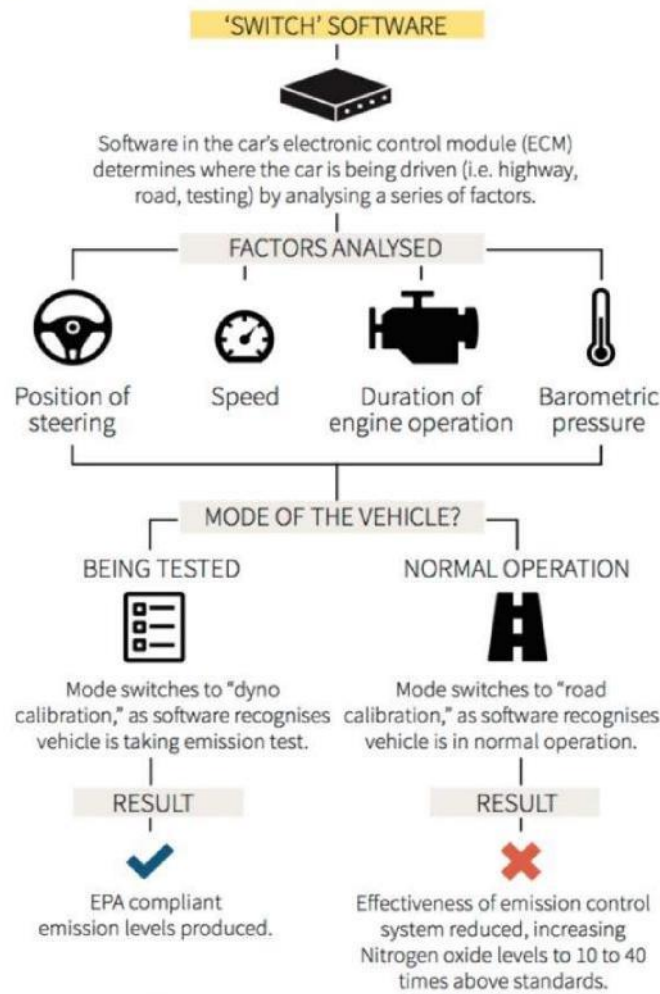 ‘SWITCH’ SOFTWARE
Software in the car’s electronic control module (ECM)
determines where the car is being driven (i.e. highway,
road, testing) by analysing a series of factors.
FACTORS ANALYSED
Position of
steering
Speed
Duration of
engine operation
Barometric
pressure
MODE OF THE VEHICLE?
BEING TESTED
Mode switches to “dyno
calibration,” as software recognises
vehicle is taking emission test.
RESULT
EPA compliant
emission levels produced.
NORMAL OPERATION
Mode switches to “road
calibration,” as software recognises
vehicle is in normal operation.
RESULT
Effectiveness of emission control
system reduced, increasing
Nitrogen oxide levels to 10 to 40
times above standards.